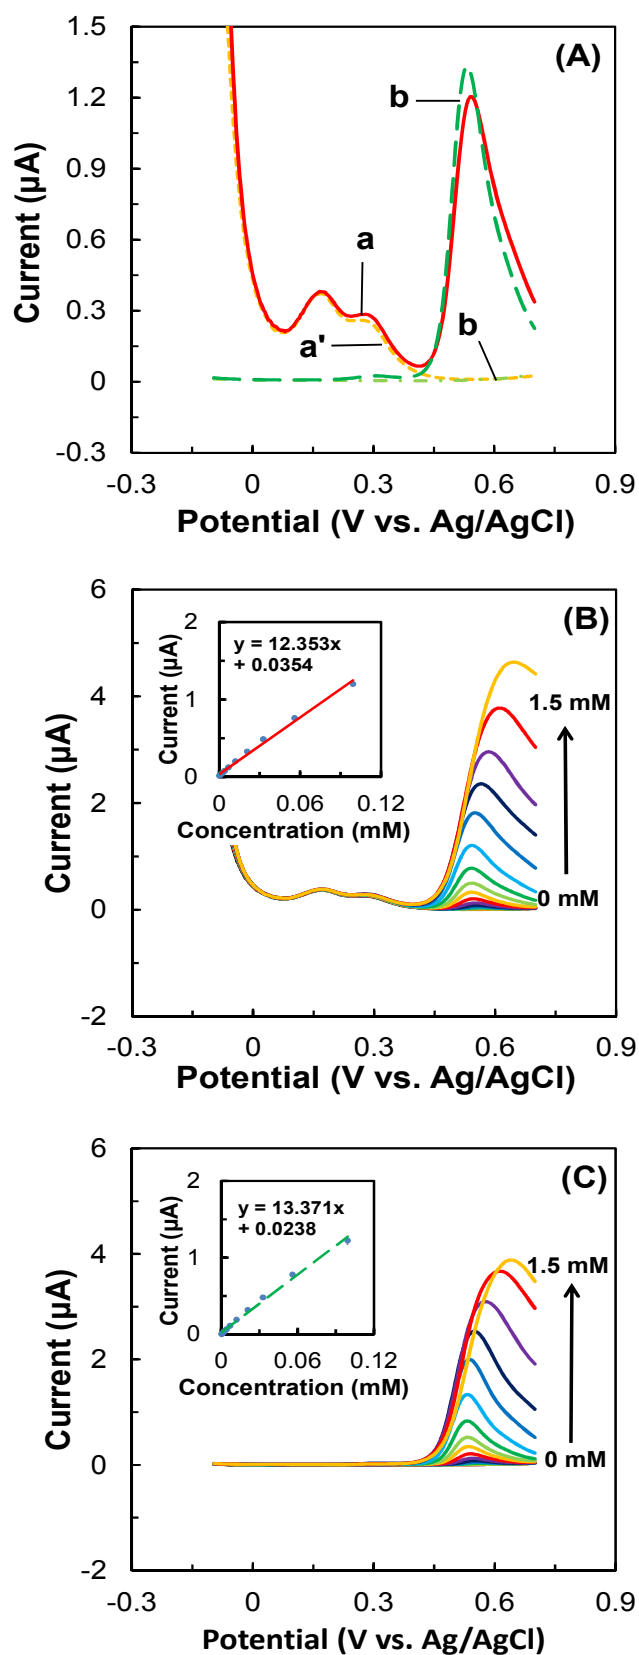 (A)
1.5
1.2
0.9
0.6
0.3
0
-0.3
Current (µA)
b
a
a'
b
-0.3 0 0.3 0.6 0.9
Potential (V vs. Ag/AgCl)
(B)
6
4
2
0
-2
Current (µA)
2
1
0
Current (µA)
y = 12.353x
+ 0.0354
0.06 0.12
Concentration (mM)
1.5 mM
0 mM
-0.3 0 0.3 0.6 0.9
Potential (V vs. Ag/AgCl)
(C)
6
4
2
0
-2
Current (µA)
2
1
0
Current (µA)
y = 13.371x
+ 0.0238
0.06 0.12
Concentration (mM)
1.5 mM
0 mM
-0.3 0 0.3 0.6 0.9
Potential (V vs. Ag/AgCl)